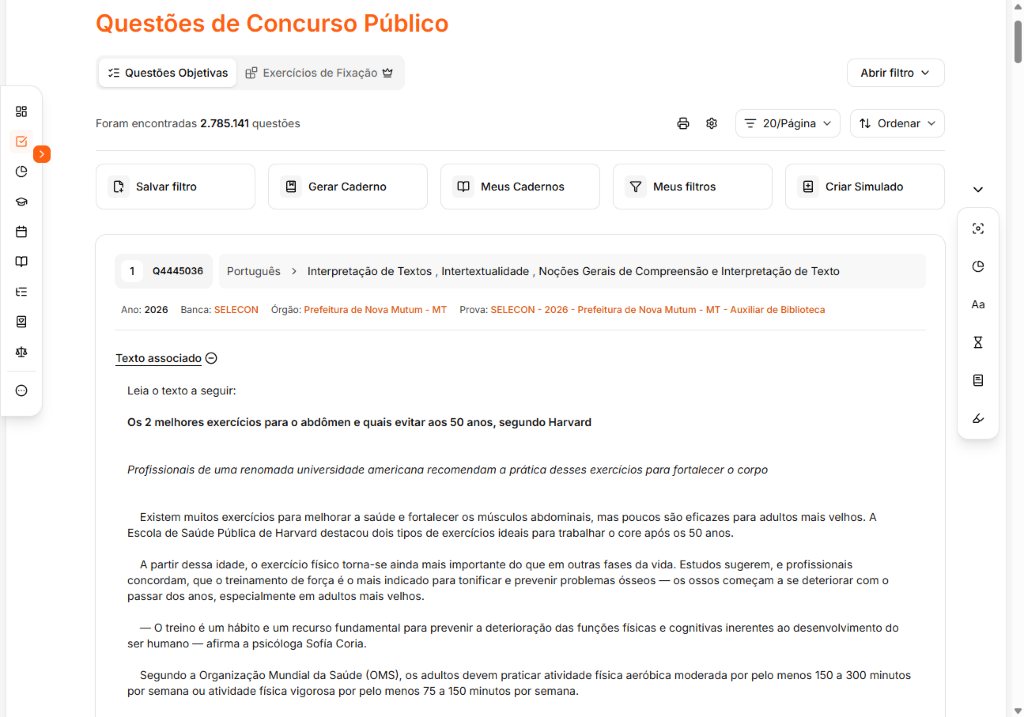 Questões de Concurso Público
Questões Objetivas
Exercícios de Fixação
Abrir filtro
Foram encontradas 2.785.141 questões
20/Página
Ordenar
Salvar filtro
Gerar Caderno
Meus Cadernos
Meus filtros
Criar Simulado
1 Q4445036 Português > Interpretação de Textos , Intertextualidade , Noções Gerais de Compreensão e Interpretação de Texto
Ano: 2026 Banca: SELECON Órgão: Prefeitura de Nova Mutum - MT Prova: SELECON - 2026 - Prefeitura de Nova Mutum - MT - Auxiliar de Biblioteca
Aa
Texto associado
Leia o texto a seguir:
Os 2 melhores exercícios para o abdômen e quais evitar aos 50 anos, segundo Harvard
Profissionais de uma renomada universidade americana recomendam a prática desses exercícios para fortalecer o corpo
Existem muitos exercícios para melhorar a saúde e fortalecer os músculos abdominais, mas poucos são eficazes para adultos mais velhos. A
Escola de Saúde Pública de Harvard destacou dois tipos de exercícios ideais para trabalhar o core após os 50 anos.
A partir dessa idade, o exercício físico torna-se ainda mais importante do que em outras fases da vida. Estudos sugerem, e profissionais
concordam, que o treinamento de força é o mais indicado para tonificar e prevenir problemas ósseos — os ossos começam a se deteriorar com o
passar dos anos, especialmente em adultos mais velhos.
— O treino é um hábito e um recurso fundamental para prevenir a deterioração das funções físicas e cognitivas inerentes ao desenvolvimento do
ser humano — afirma a psicóloga Sofía Coria.
Segundo a Organização Mundial da Saúde (OMS), os adultos devem praticar atividade física aeróbica moderada por pelo menos 150 a 300 minutos
por semana ou atividade física vigorosa por pelo menos 75 a 150 minutos por semana.